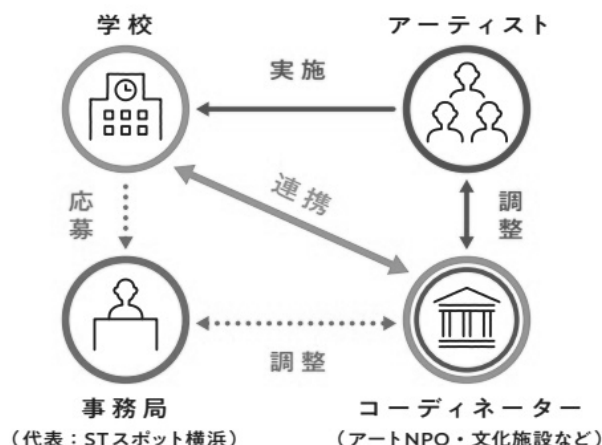 学校
アーティスト
実施
応募
連携
調整
調整
事務局
（代表：STスポット横浜）
コーディネーター
（アートNPO・文化施設など）